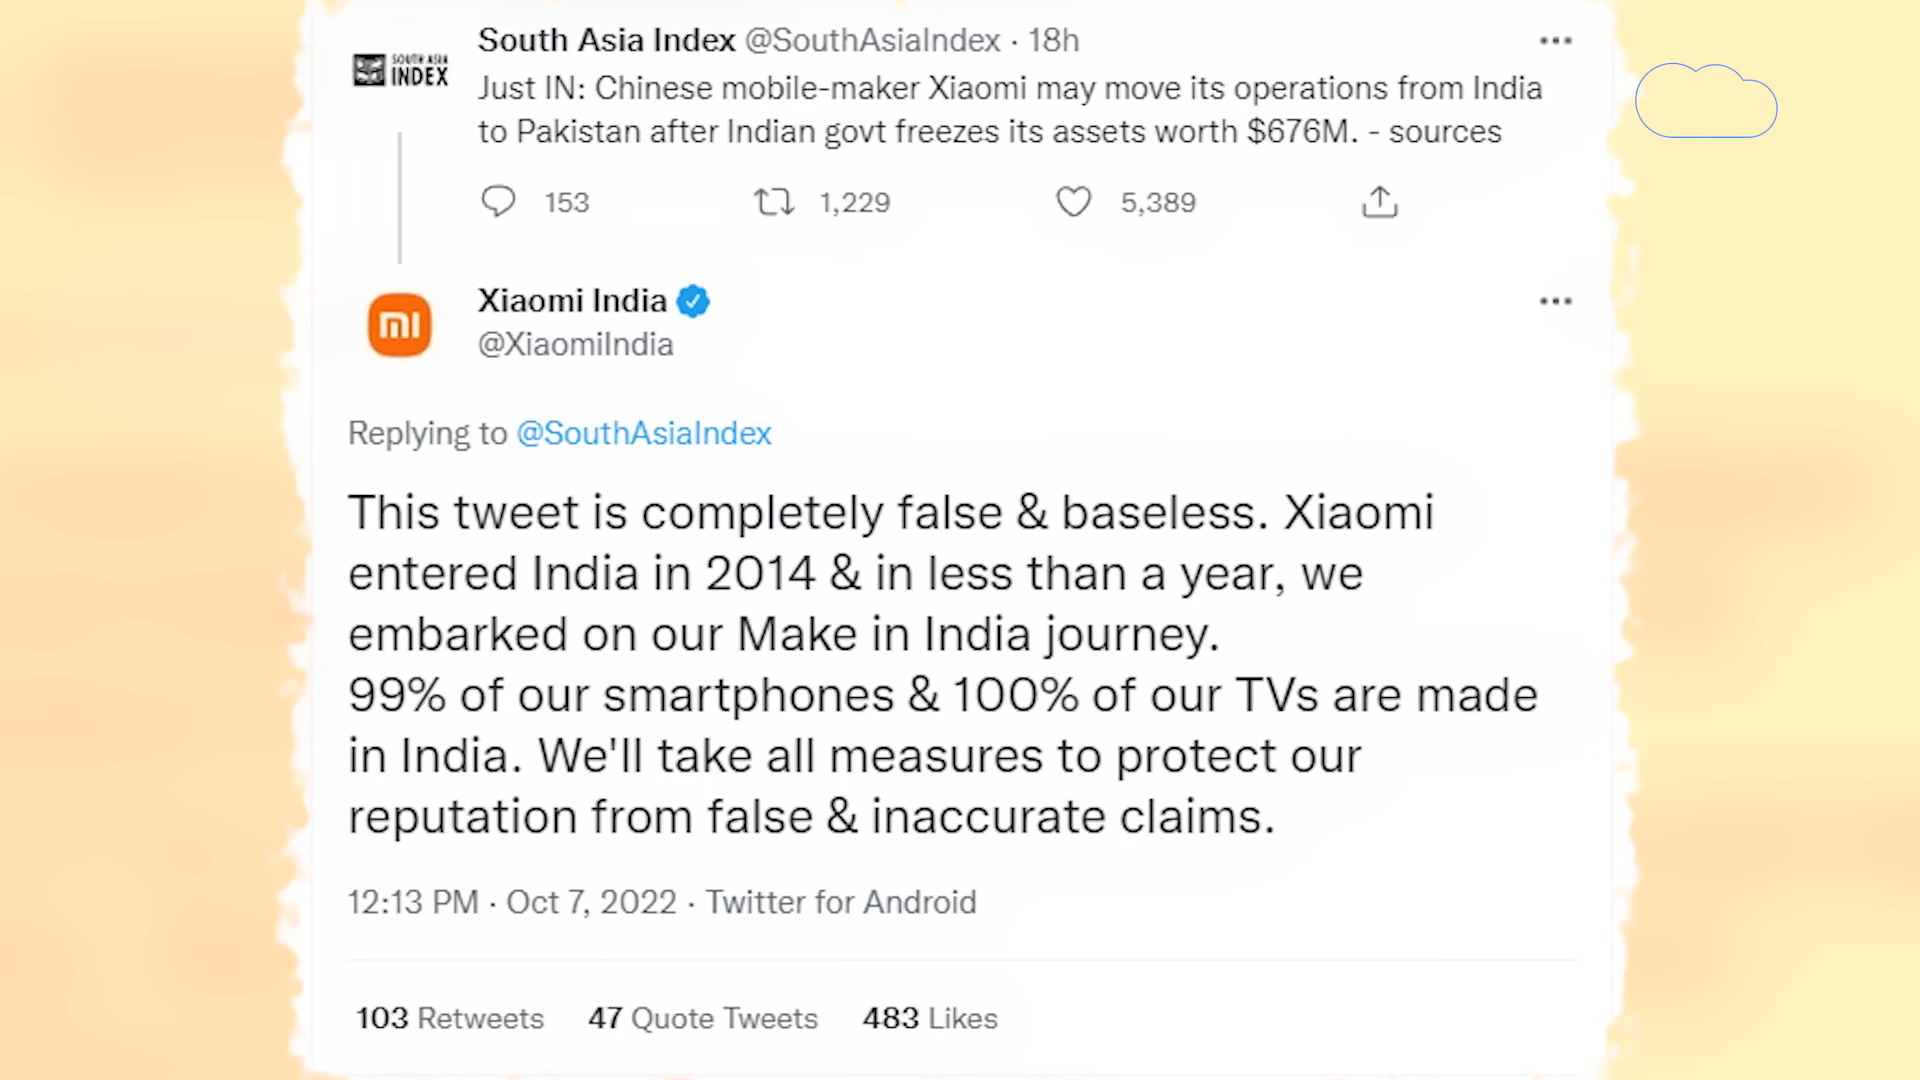 South Asia Index @SouthAsiaIndex · 18h
SOUTH ASIA
INDEX
Just IN: Chinese mobile-maker Xiaomi may move its operations from India
to Pakistan after Indian govt freezes its assets worth $676M. - sources
153 1,229 5,389
Xiaomi India
@XiaomiIndia
Replying to @SouthAsiaIndex
This tweet is completely false & baseless. Xiaomi
entered India in 2014 & in less than a year, we
embarked on our Make in India journey.
99% of our smartphones & 100% of our TVs are made
in India. We'll take all measures to protect our
reputation from false & inaccurate claims.
12:13 PM · Oct 7, 2022 · Twitter for Android
103 Retweets 47 Quote Tweets 483 Likes